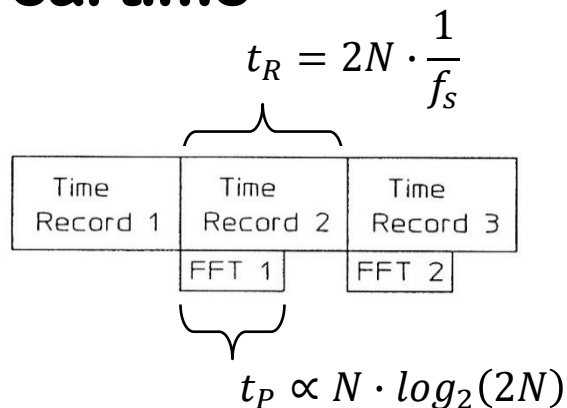 t_R = 2N · 1/f_s
Time Record 1
Time Record 2
Time Record 3
FFT 1
FFT 2
t_P ∝ N · log_2(2N)